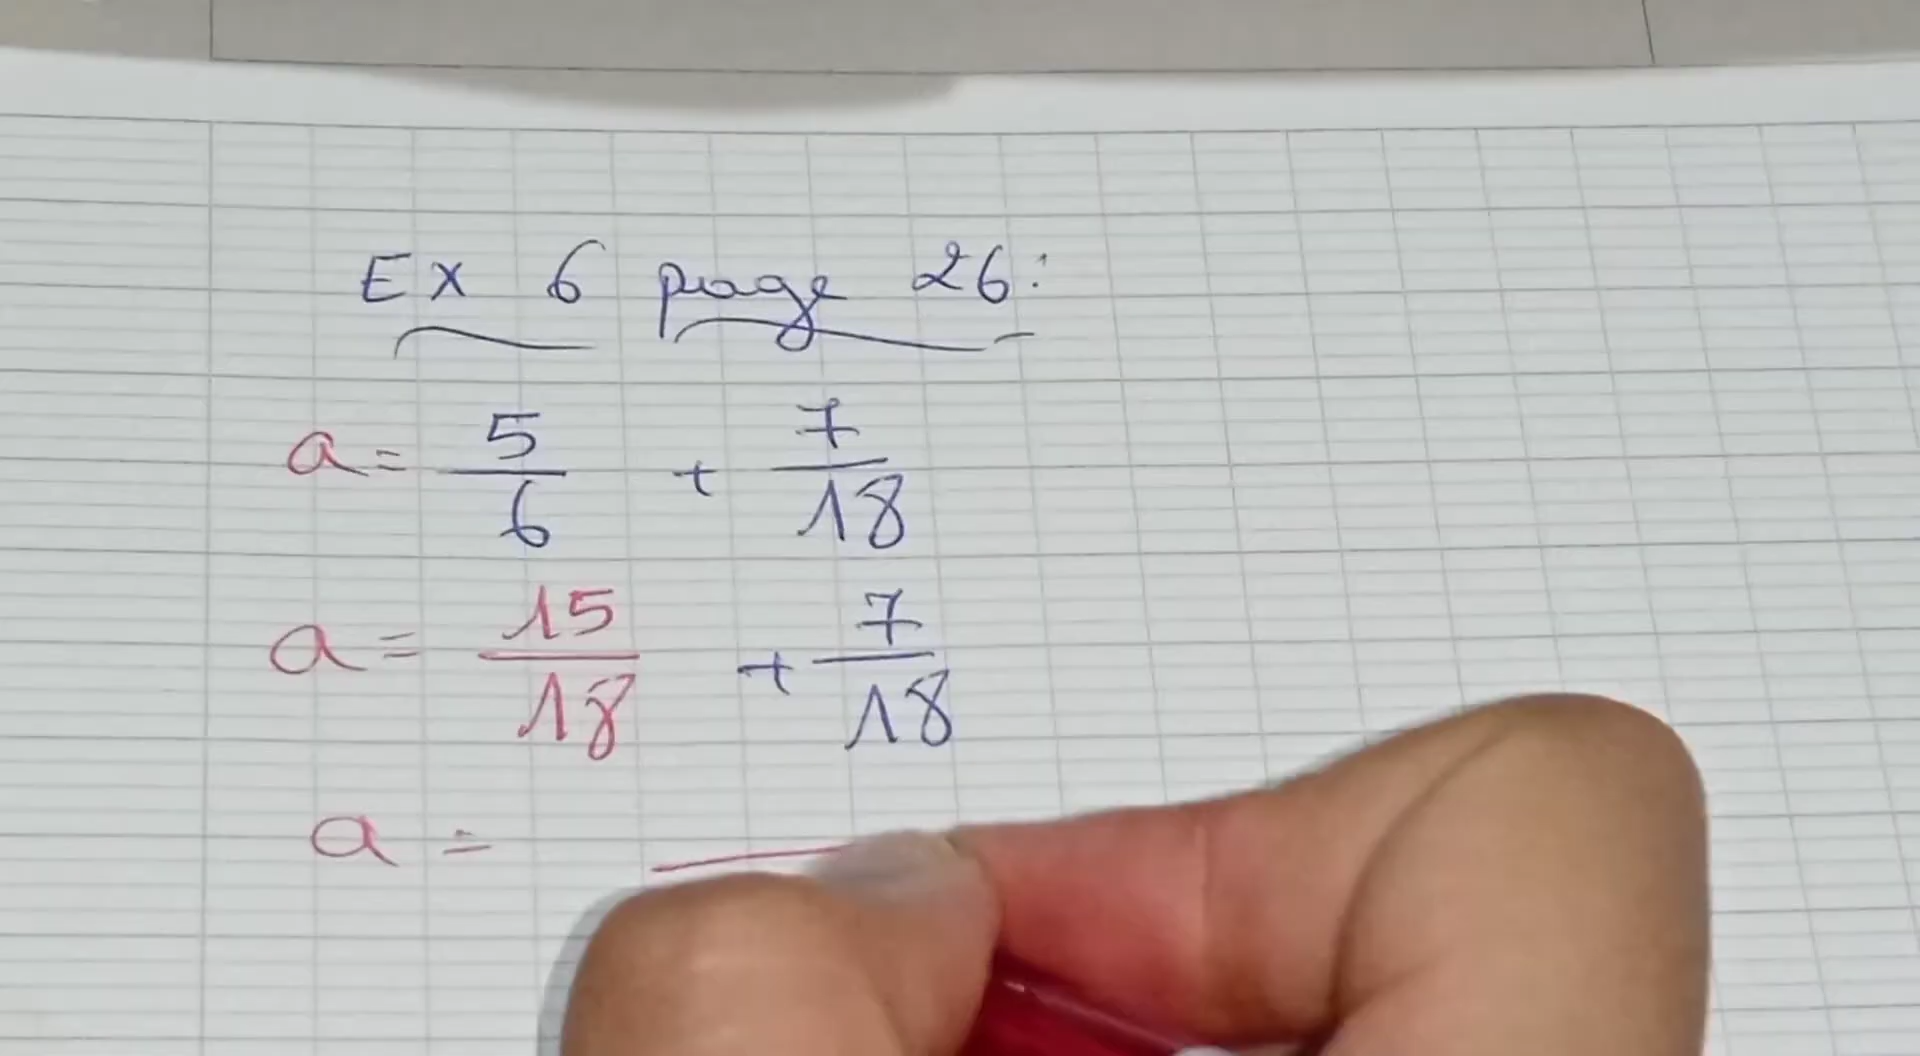 Ex 6 page 26:
a = 5/6 + 7/18
a = 15/18 + 7/18
a =